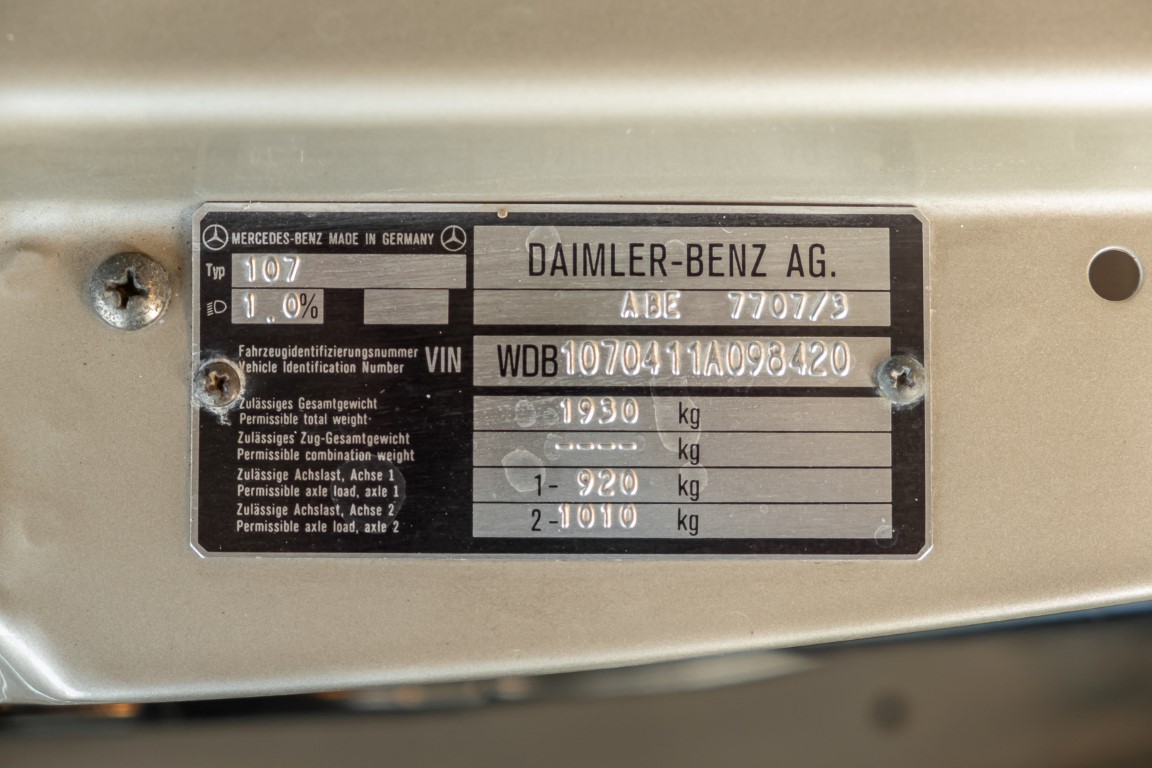 MERCEDES-BENZ MADE IN GERMANY
Typ 107
1.0%
DAIMLER-BENZ AG.
ABE 7707/3
Fahrzeugidentifizierungsnummer
Vehicle Identification Number
VIN WDB1070411A098420
Zulässiges Gesamtgewicht
Permissible total weight
1930 kg
Zulässiges Zug-Gesamtgewicht
Permissible combination weight
---- kg
Zulässige Achslast, Achse 1
Permissible axle load, axle 1
1- 920 kg
Zulässige Achslast, Achse 2
Permissible axle load, axle 2
2-1010 kg